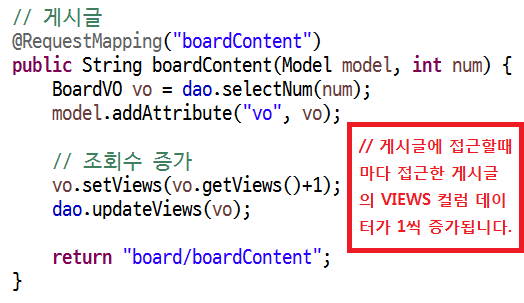 // 게시글
@RequestMapping("boardContent")
public String boardContent(Model model, int num) {
BoardVO vo = dao.selectNum(num);
model.addAttribute("vo", vo);
// 조회수 증가
vo.setViews(vo.getViews()+1);
dao.updateViews(vo);
return "board/boardContent";
}
// 게시글에 접근할때
마다 접근한 게시글
의 VIEWS 컬럼 데이
터가 1씩 증가됩니다.